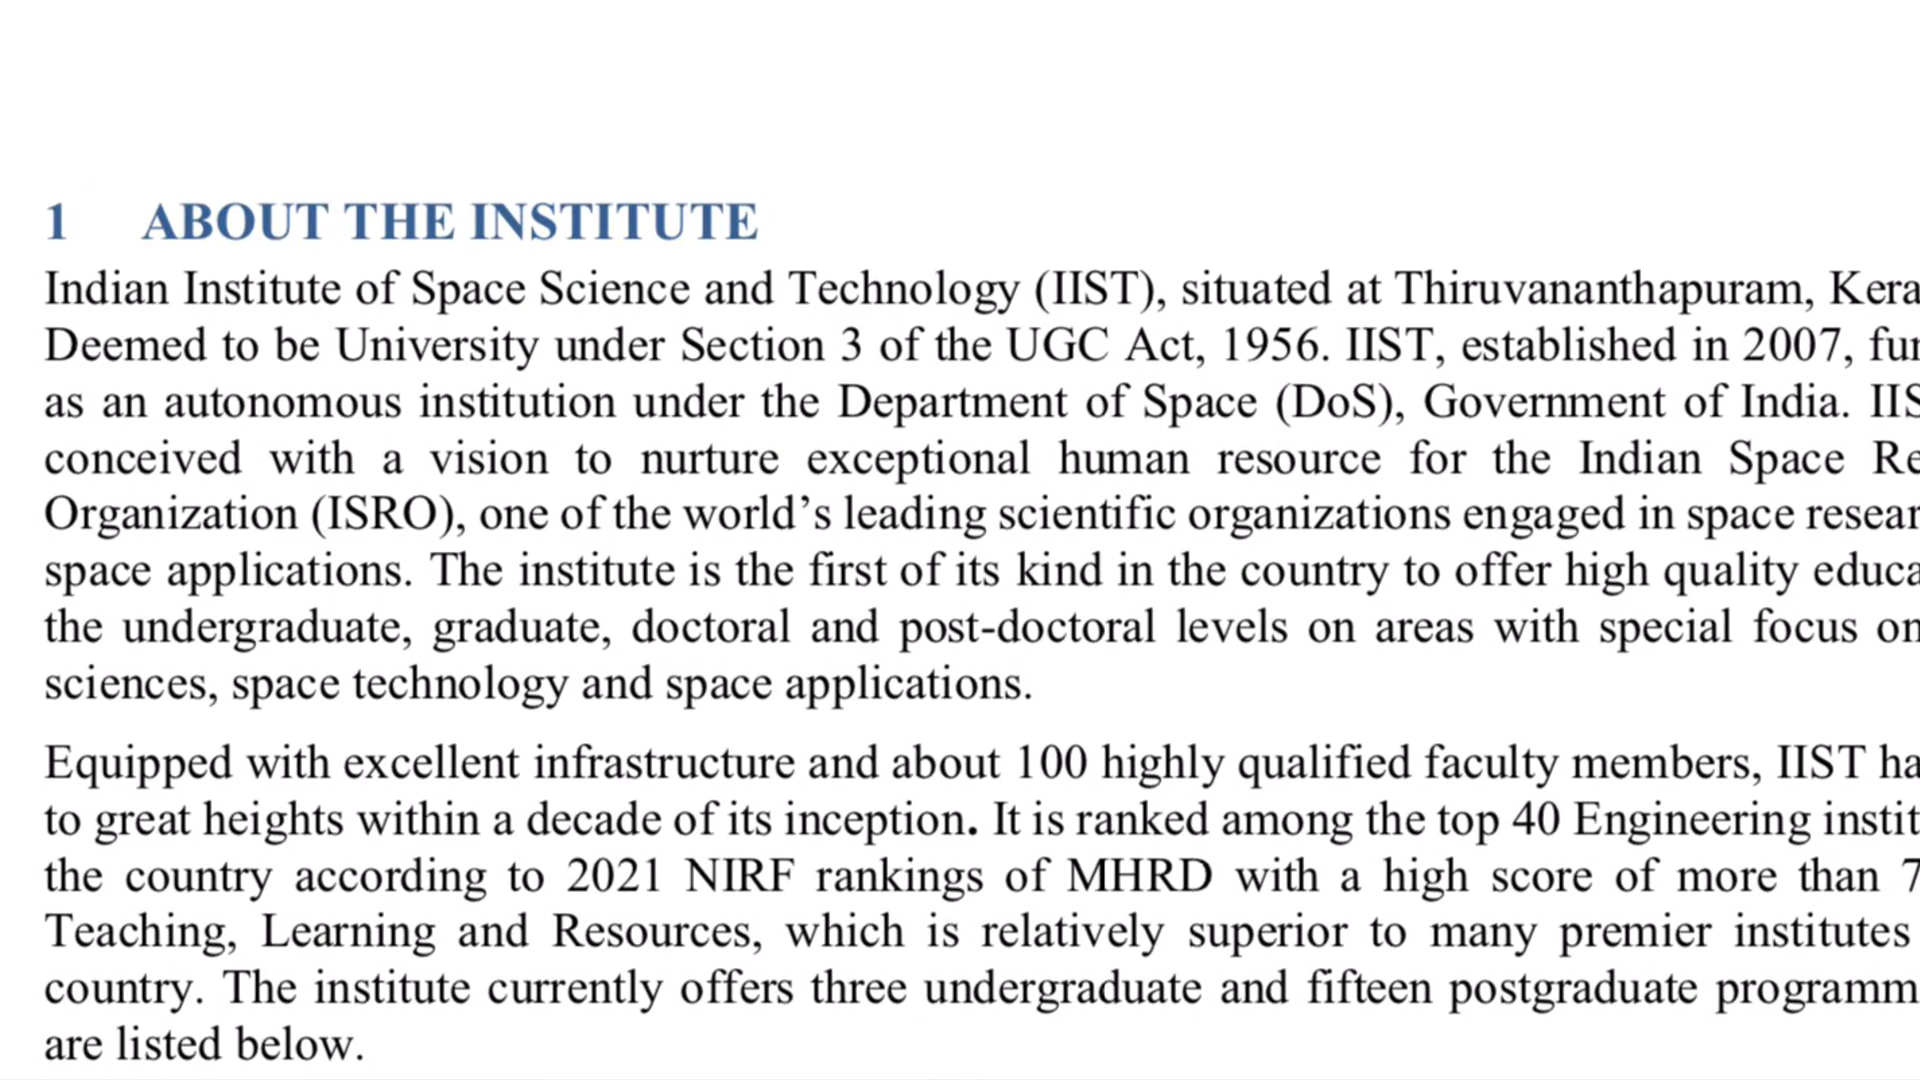 1 ABOUT THE INSTITUTE
Indian Institute of Space Science and Technology (IIST), situated at Thiruvananthapuram,
Deemed to be University under Section 3 of the UGC Act, 1956. IIST, established in 2007,
as an autonomous institution under the Department of Space (DoS), Government of India.
conceived with a vision to nurture exceptional human resource for the Indian Space
Organization (ISRO), one of the world’s leading scientific organizations engaged in space
space applications. The institute is the first of its kind in the country to offer high quality
the undergraduate, graduate, doctoral and post-doctoral levels on areas with special focus on
sciences, space technology and space applications.
Equipped with excellent infrastructure and about 100 highly qualified faculty members, IIST
to great heights within a decade of its inception. It is ranked among the top 40 Engineering
the country according to 2021 NIRF rankings of MHRD with a high score of more than
Teaching, Learning and Resources, which is relatively superior to many premier institutes
country. The institute currently offers three undergraduate and fifteen postgraduate
are listed below.